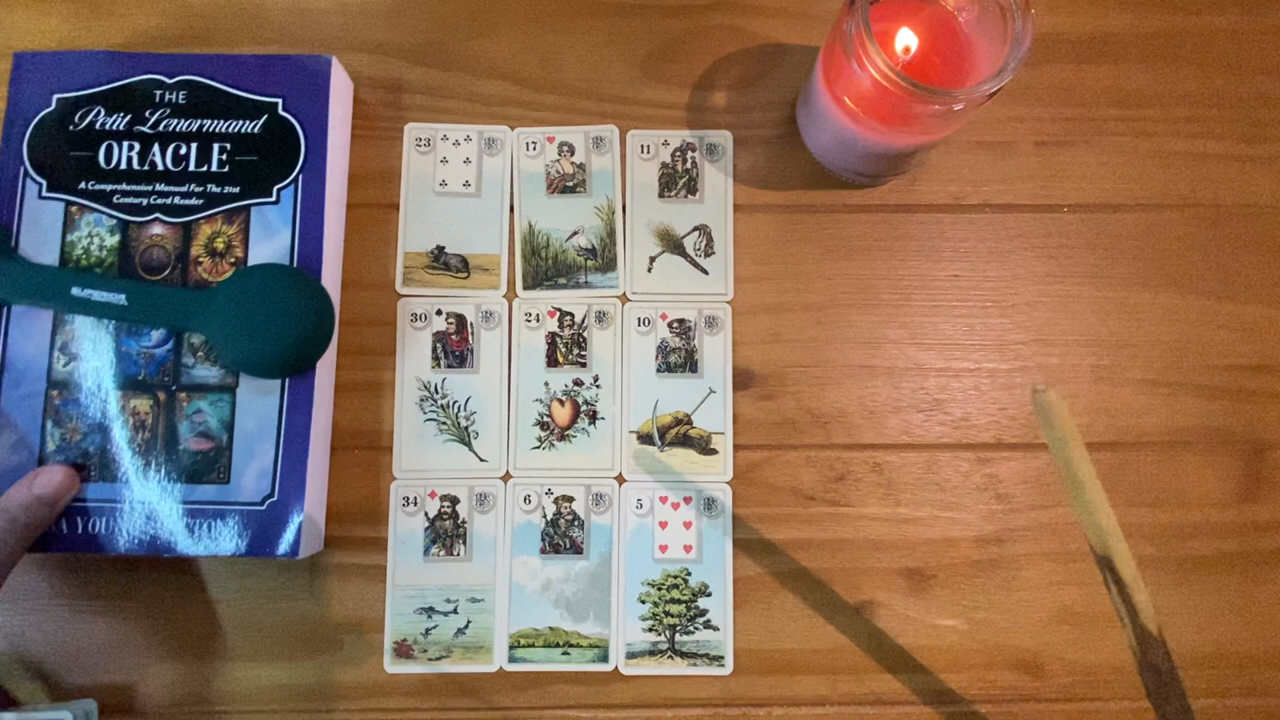 THE
Petit Lenormand
ORACLE
A Comprehensive Manual For The 21st
Century Card Reader
SUPERIOR
23
17
11
30
24
10
34
6
5